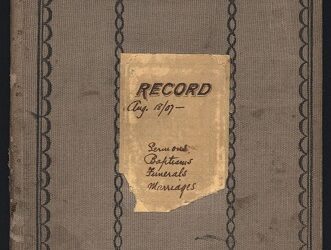 RECORD
Aug. 18/07—
Sermons
Baptisms
Funerals
Marriages